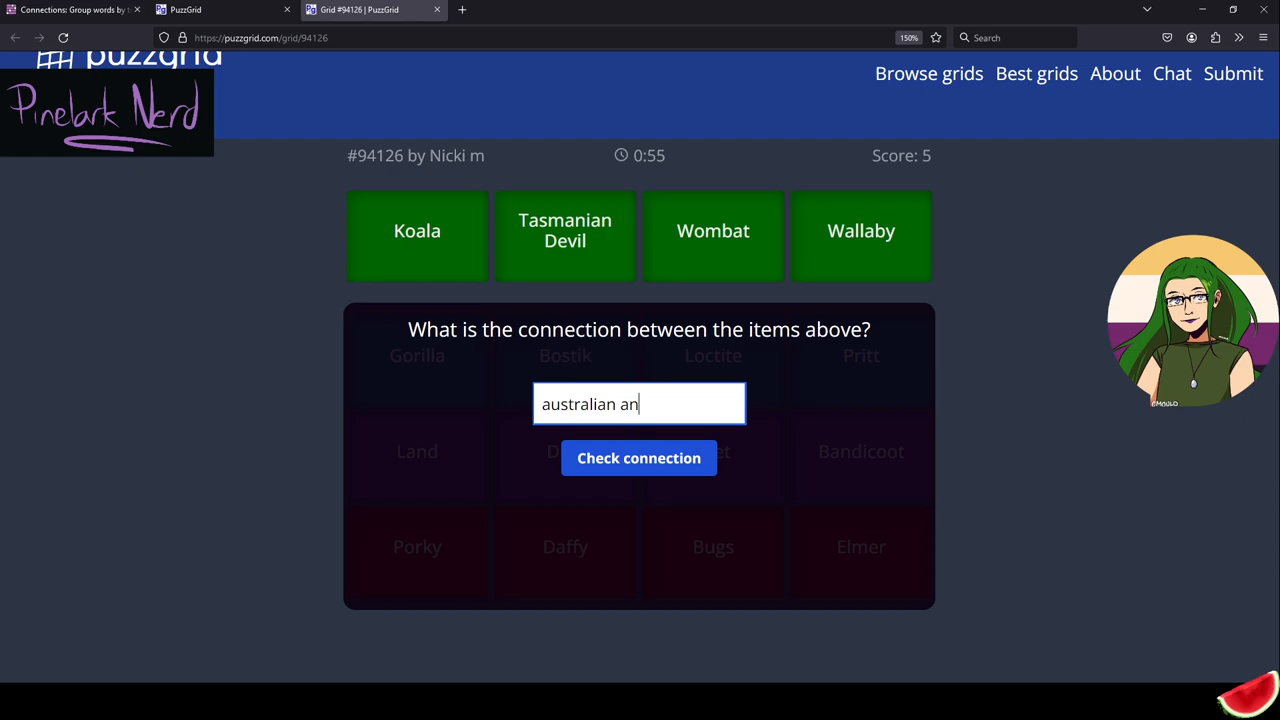 Connections: Group words by
PuzzGrid
Grid #94126 | PuzzGrid
https://puzzgrid.com/grid/94126
150%
Search
puzzgrid
Browse grids Best grids About Chat Submit
Pinelark Nerd
#94126 by Nicki m
0:55
Score: 5
Koala
Tasmanian
Devil
Wombat
Wallaby
What is the connection between the items above?
Gorilla Bostik Loctite Pritt
australian an
Check connection
Land
Bandicoot
Porky Daffy Bugs Elmer